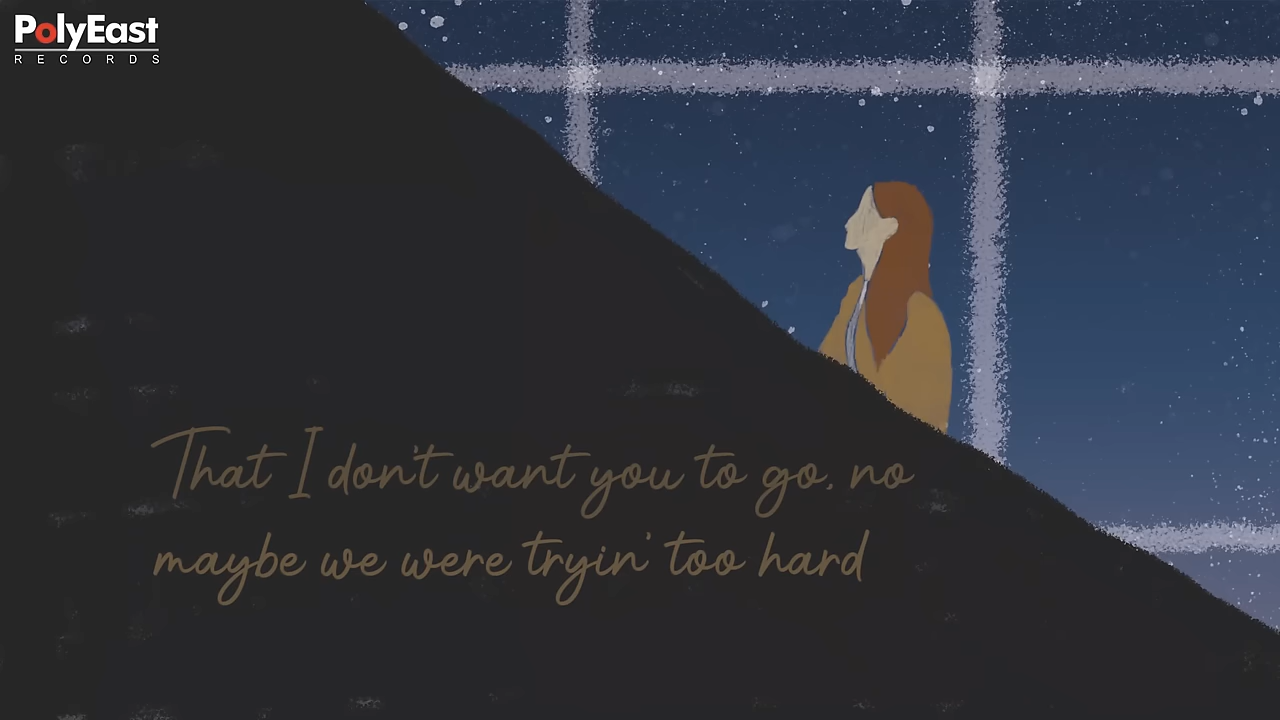 PolyEast
RECORDS
That I don't want you to go, no
maybe we were tryin' too hard